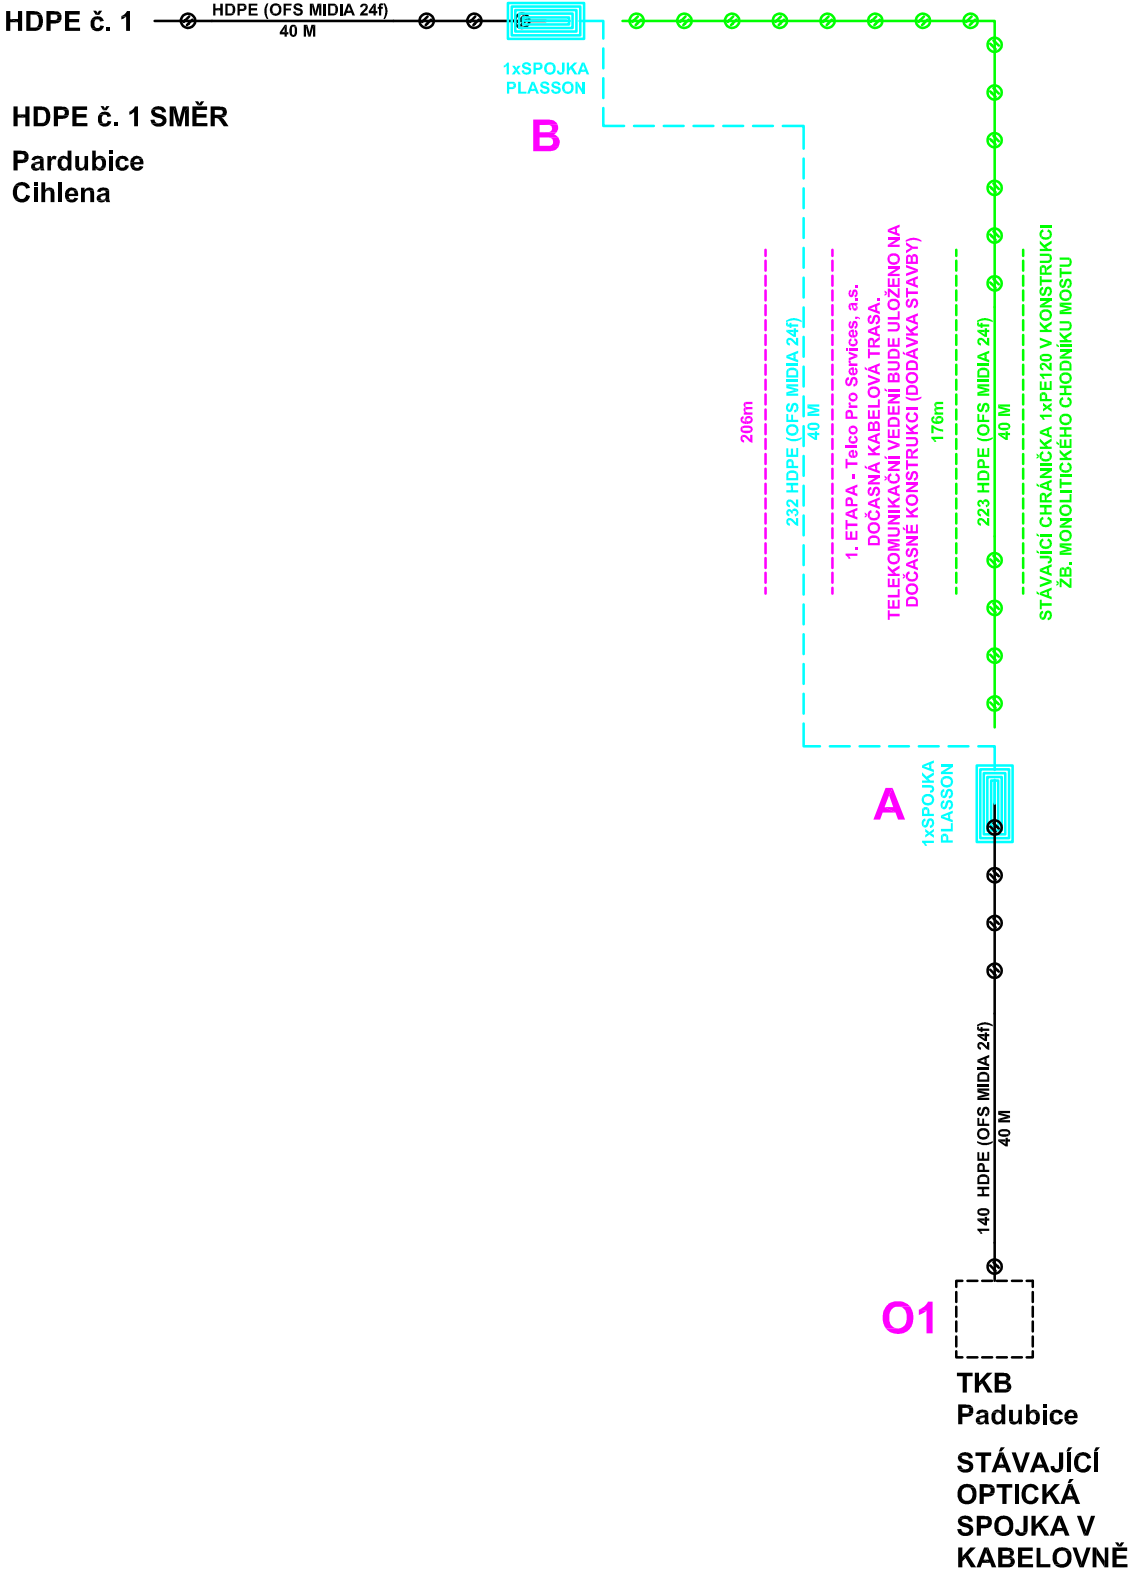 HDPE č. 1
HDPE (OFS MIDIA 24f)
40 M
1xSPOJKA
PLASSON
B
HDPE č. 1 SMĚR
Pardubice
Cihlena
206m
232 HDPE (OFS MIDIA 24f)
40 M
1. ETAPA - Telco Pro Services, a.s.
DOČASNÁ KABELOVÁ TRASA.
TELEKOMUNIKAČNÍ VEDENÍ BUDE ULOŽENO NA
DOČASNÉ KONSTRUKCI (DODÁVKA STAVBY)
176m
223 HDPE (OFS MIDIA 24f)
40 M
STÁVAJÍCÍ CHRÁNIČKA 1xPE120 V KONSTRUKCI
ŽB. MONOLITICKÉHO CHODNÍKU MOSTU
A
1xSPOJKA
PLASSON
140 HDPE (OFS MIDIA 24f)
40 M
O1
TKB
Padubice
STÁVAJÍCÍ
OPTICKÁ
SPOJKA V
KABELOVNĚ